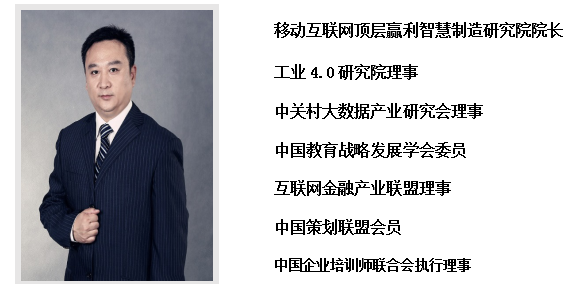 移动互联网顶层赢利智慧制造研究院院长
工业4.0研究院理事
中关村大数据产业研究会理事
中国教育战略发展学会委员
互联网金融产业联盟理事
中国策划联盟会员
中国企业培训师联合会执行理事